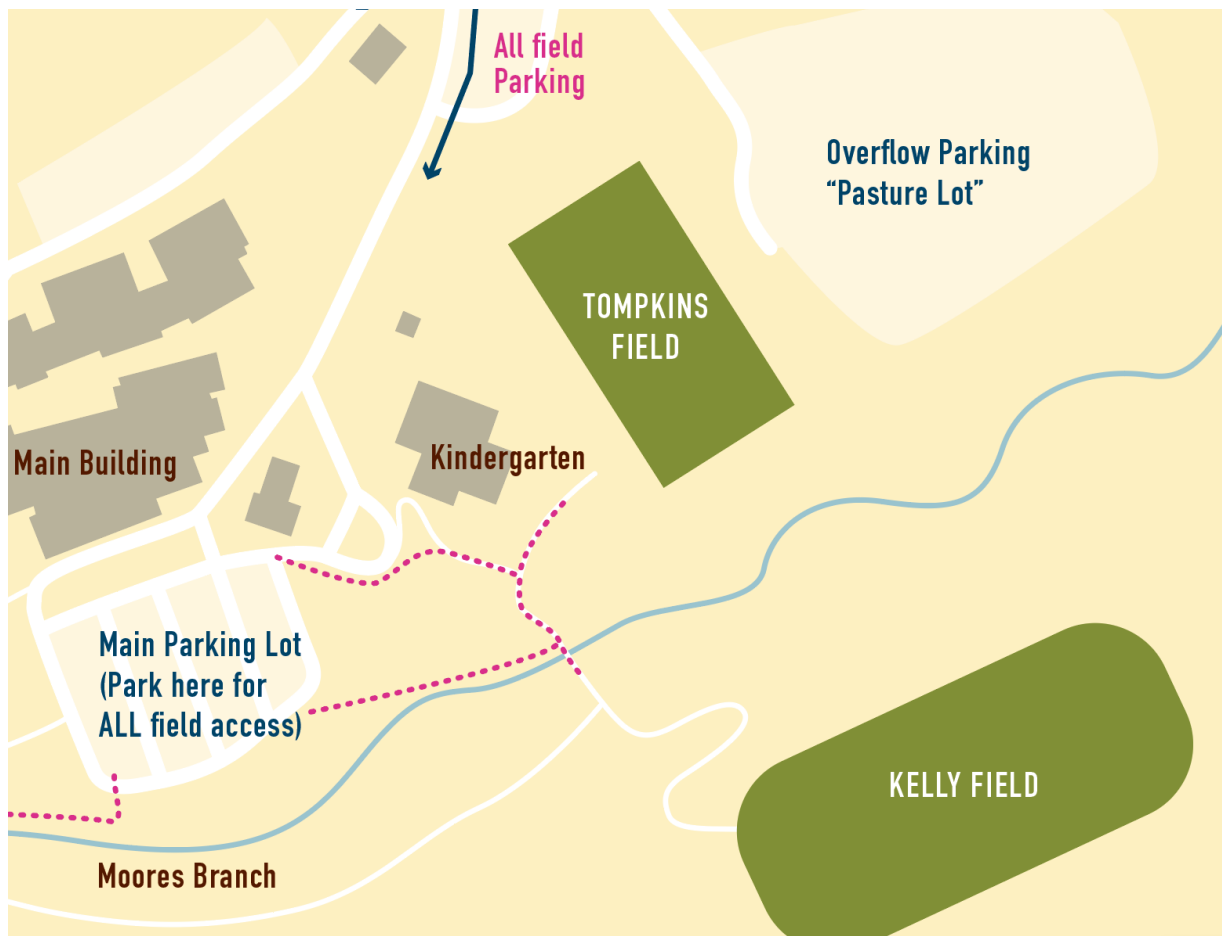 All field
Parking
Overflow Parking
“Pasture Lot”
TOMPKINS
FIELD
Main Building
Kindergarten
Main Parking Lot
(Park here for
ALL field access)
KELLY FIELD
Moores Branch